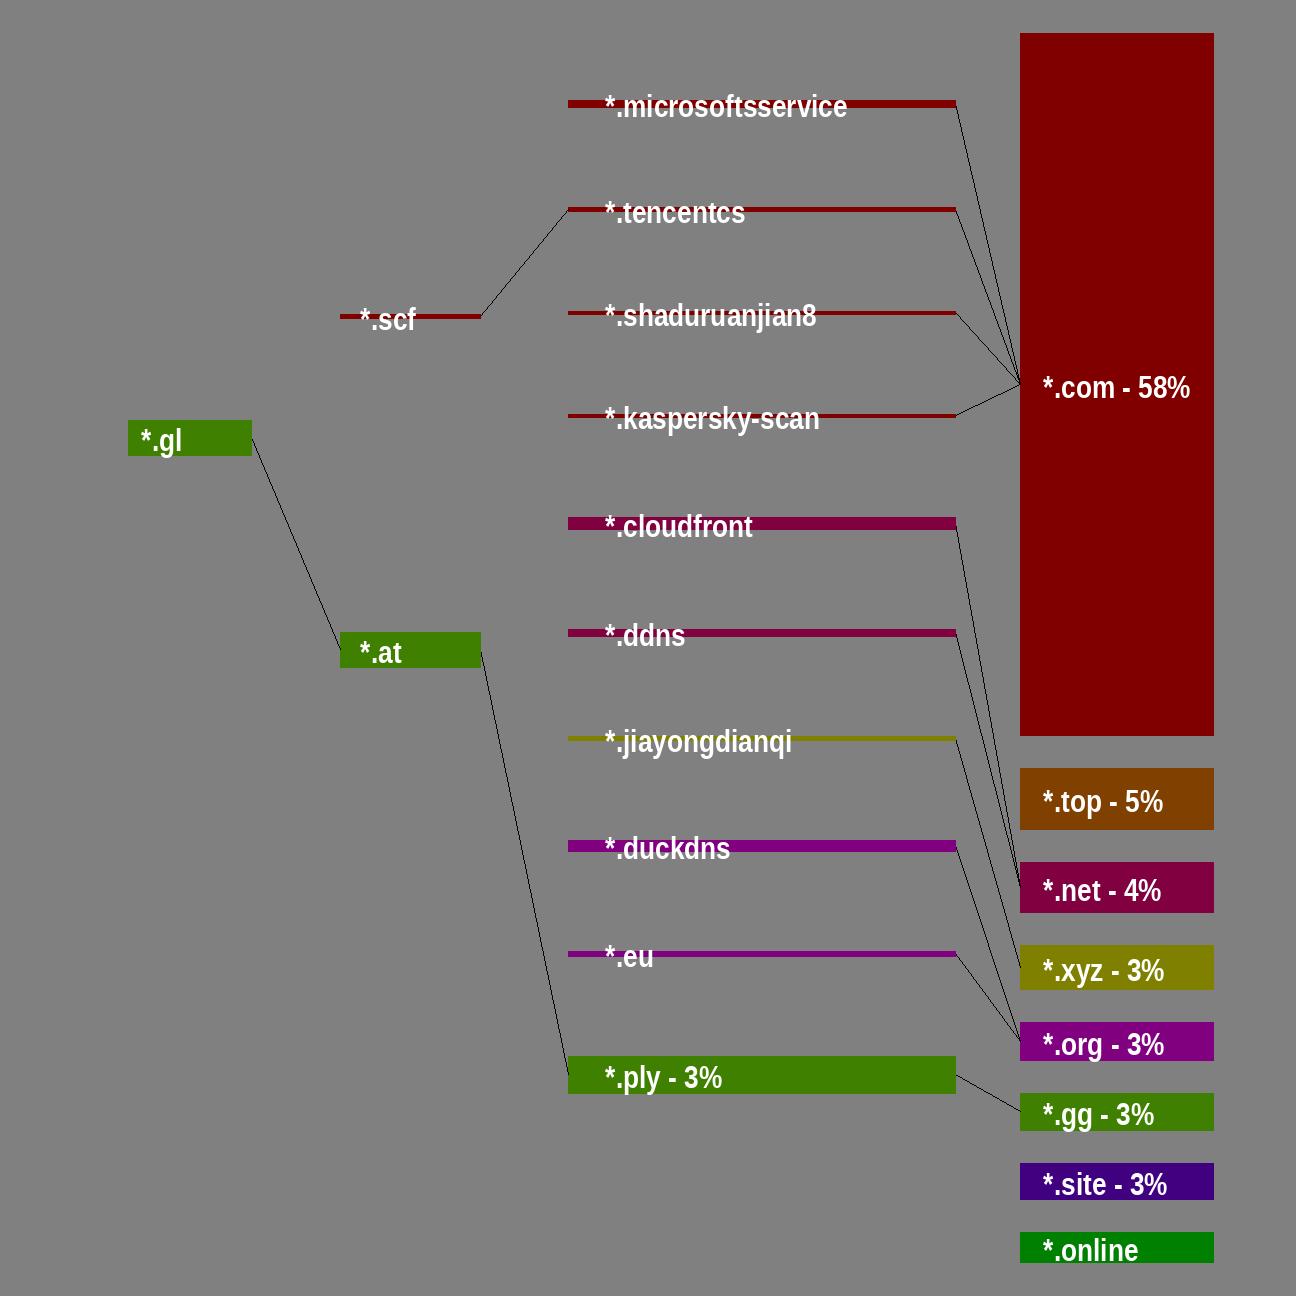 *.microsoftsservice
*.tencentcs
*.scf
*.shaduruanjian8
*.com - 58%
*.kaspersky-scan
*.gl
*.cloudfront
*.ddns
*.at
*.jiayongdianqi
*.top - 5%
*.duckdns
*.net - 4%
*.eu
*.xyz - 3%
*.org - 3%
*.ply - 3%
*.gg - 3%
*.site - 3%
*.online